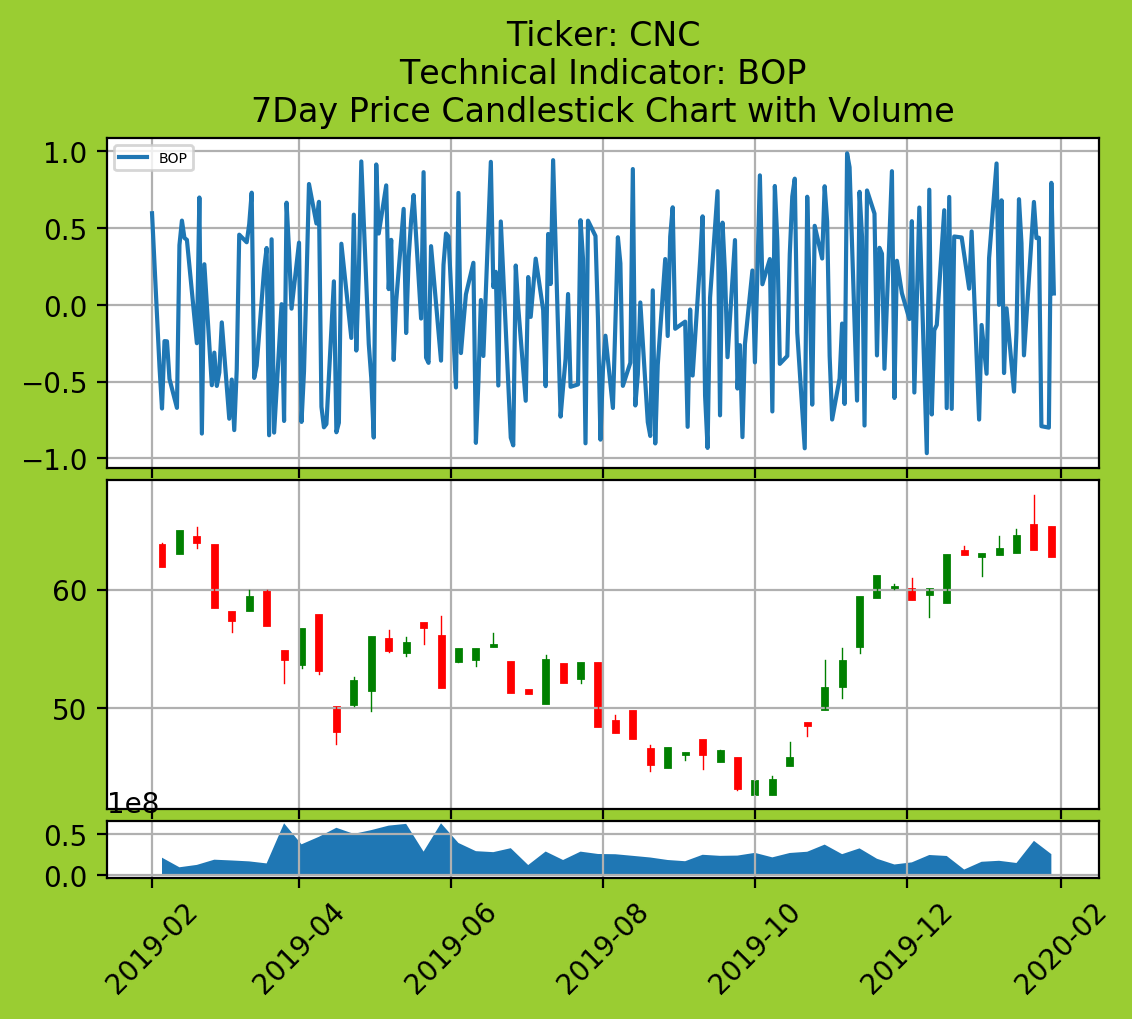 Ticker: CNC
Technical Indicator: BOP
7Day Price Candlestick Chart with Volume
1.0
BOP
0.5
0.0
−0.5
−1.0
60
50
1e8
0.5
0.0
2019-02 2019-04 2019-06 2019-08 2019-10 2019-12 2020-02